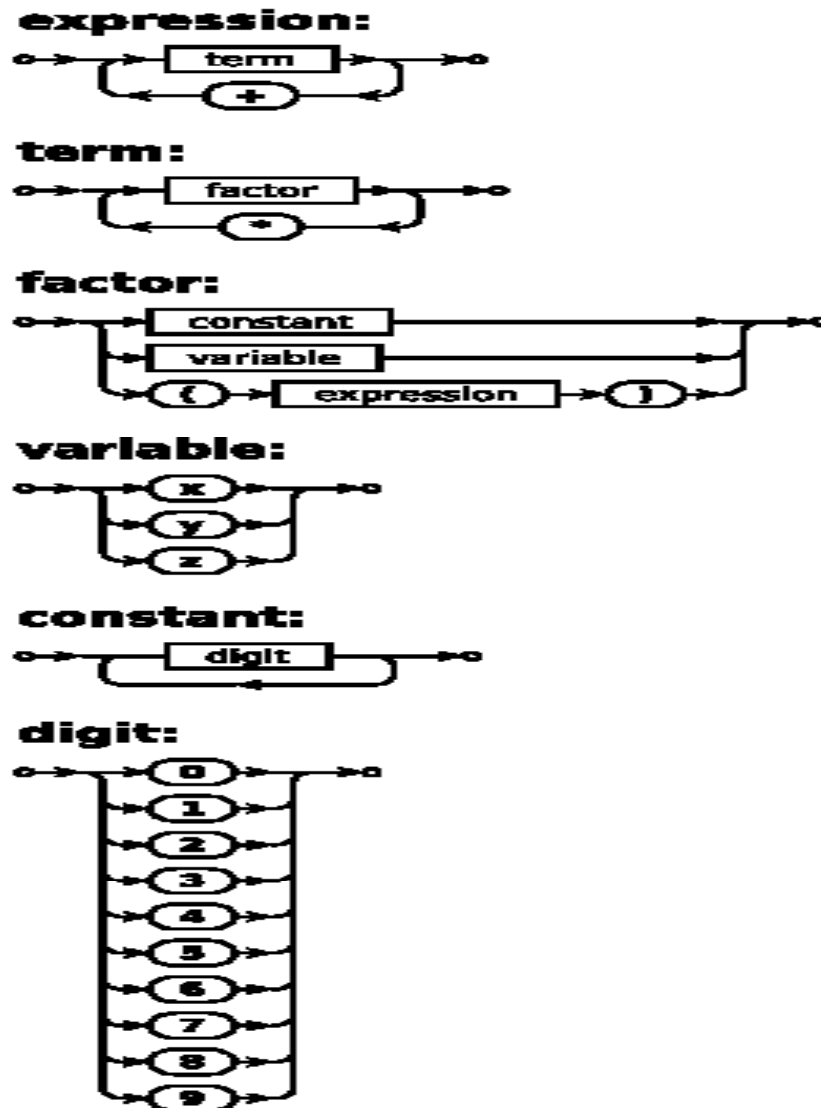 expression:
term
+
term:
factor
*
factor:
constant
variable
( expression )
variable:
x
y
z
constant:
digit
digit:
0
1
2
3
4
5
6
7
8
9